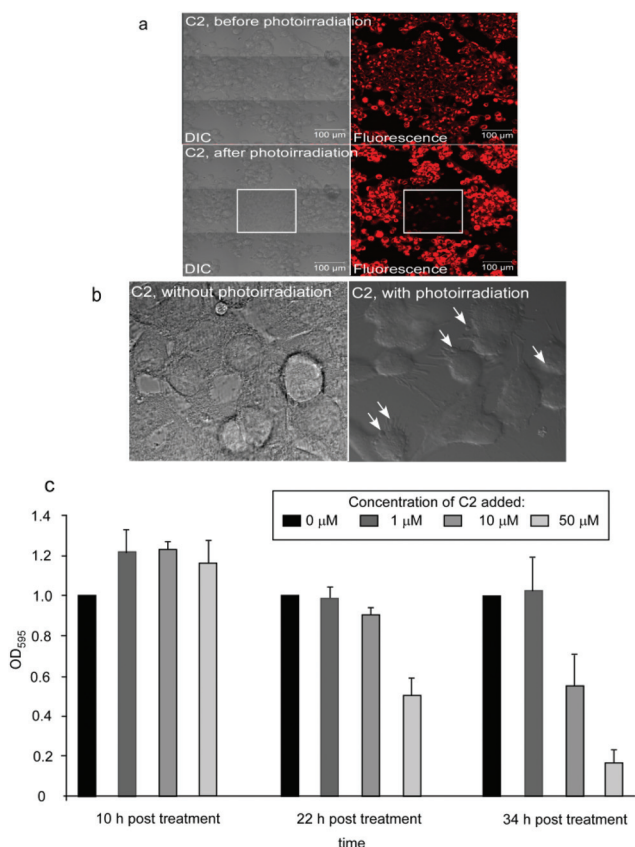 a
C2, before photoirradiation
DIC
100 µm
Fluorescence
100 µm
C2, after photoirradiation
DIC
100 µm
Fluorescence
100 µm
b
C2, without photoirradiation
C2, with photoirradiation
c
Concentration of C2 added:
0 µM 1 µM 10 µM 50 µM
1.4
1.2
1.0
0.8
0.6
0.4
0.2
0
OD595
10 h post treatment 22 h post treatment 34 h post treatment
time